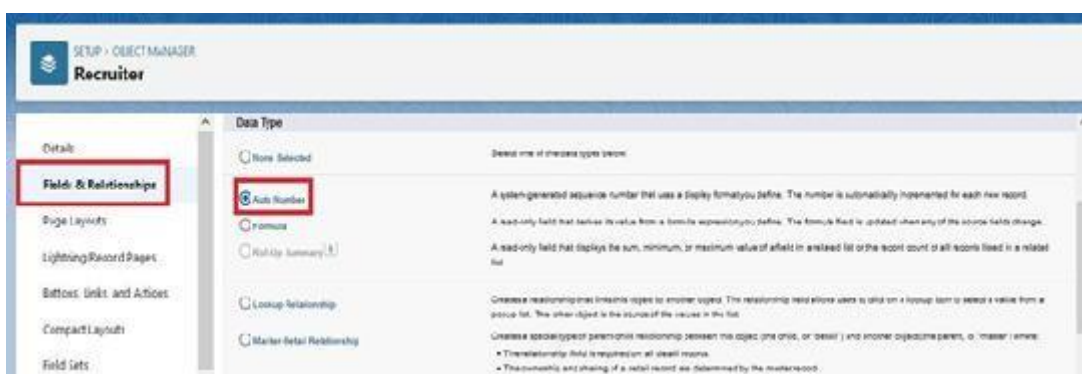 SETUP > OBJECT MANAGER
Recruiter
Data Type
Details
Fields & Relationships
Page Layouts
Lightning Record Pages
Buttons, Links, and Actions
Compact Layouts
Field Sets
None Selected
Select one of the data types below.
Auto Number
A system-generated sequence number that uses a display format you define. The number is automatically incremented for each new record.
Formula
A read-only field that derives its value from a formula expression you define. The formula field is updated when any of the source fields change.
Roll-Up Summary
A read-only field that displays the sum, minimum, or maximum value of a field in a related list or the record count of all records listed in a related
list.
Lookup Relationship
Creates a relationship that links this object to another object. The relationship field allows users to click on a lookup icon to select a value from a
popup list. The other object is the source of the values in the list.
Master-Detail Relationship
Creates a special type of parent-child relationship between this object (the child, or "detail") and another object (the parent, or "master") where:
• The relationship field is required on all detail records.
• The ownership and sharing of a detail record are determined by the master record.